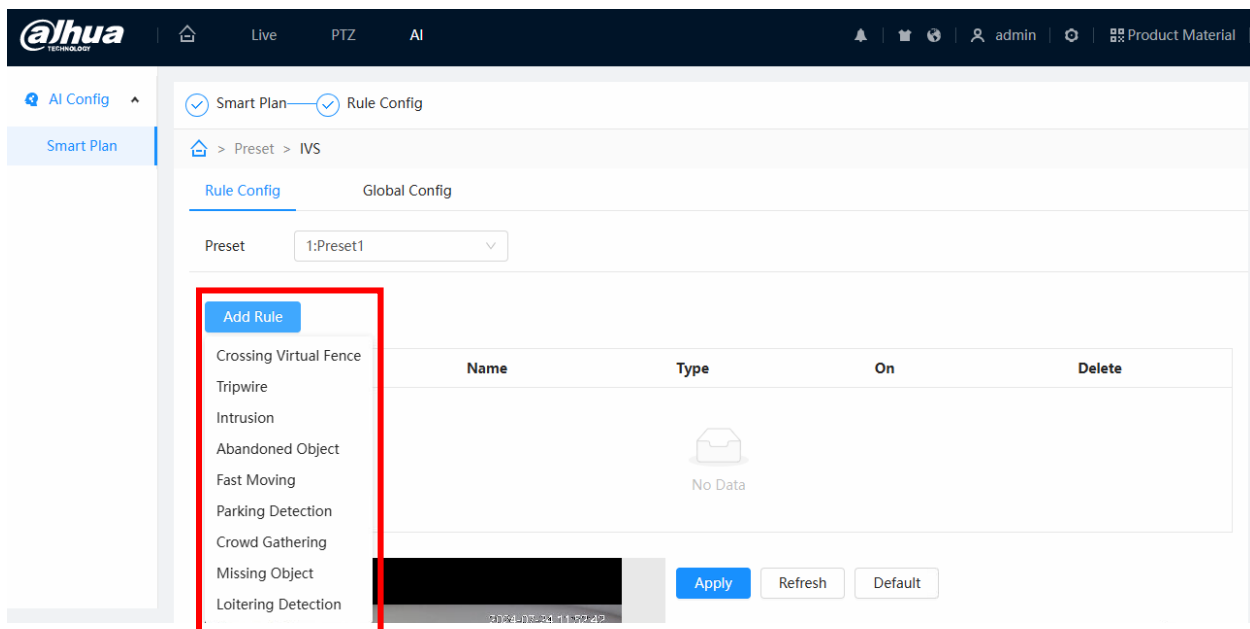 alhua
TECHNOLOGY
Live PTZ AI admin Product Material
AI Config
Smart Plan
Smart Plan Rule Config
> Preset > IVS
Rule Config Global Config
Preset 1:Preset1
Add Rule
Crossing Virtual Fence
Tripwire
Intrusion
Abandoned Object
Fast Moving
Parking Detection
Crowd Gathering
Missing Object
Loitering Detection
Name Type On Delete
No Data
Apply Refresh Default